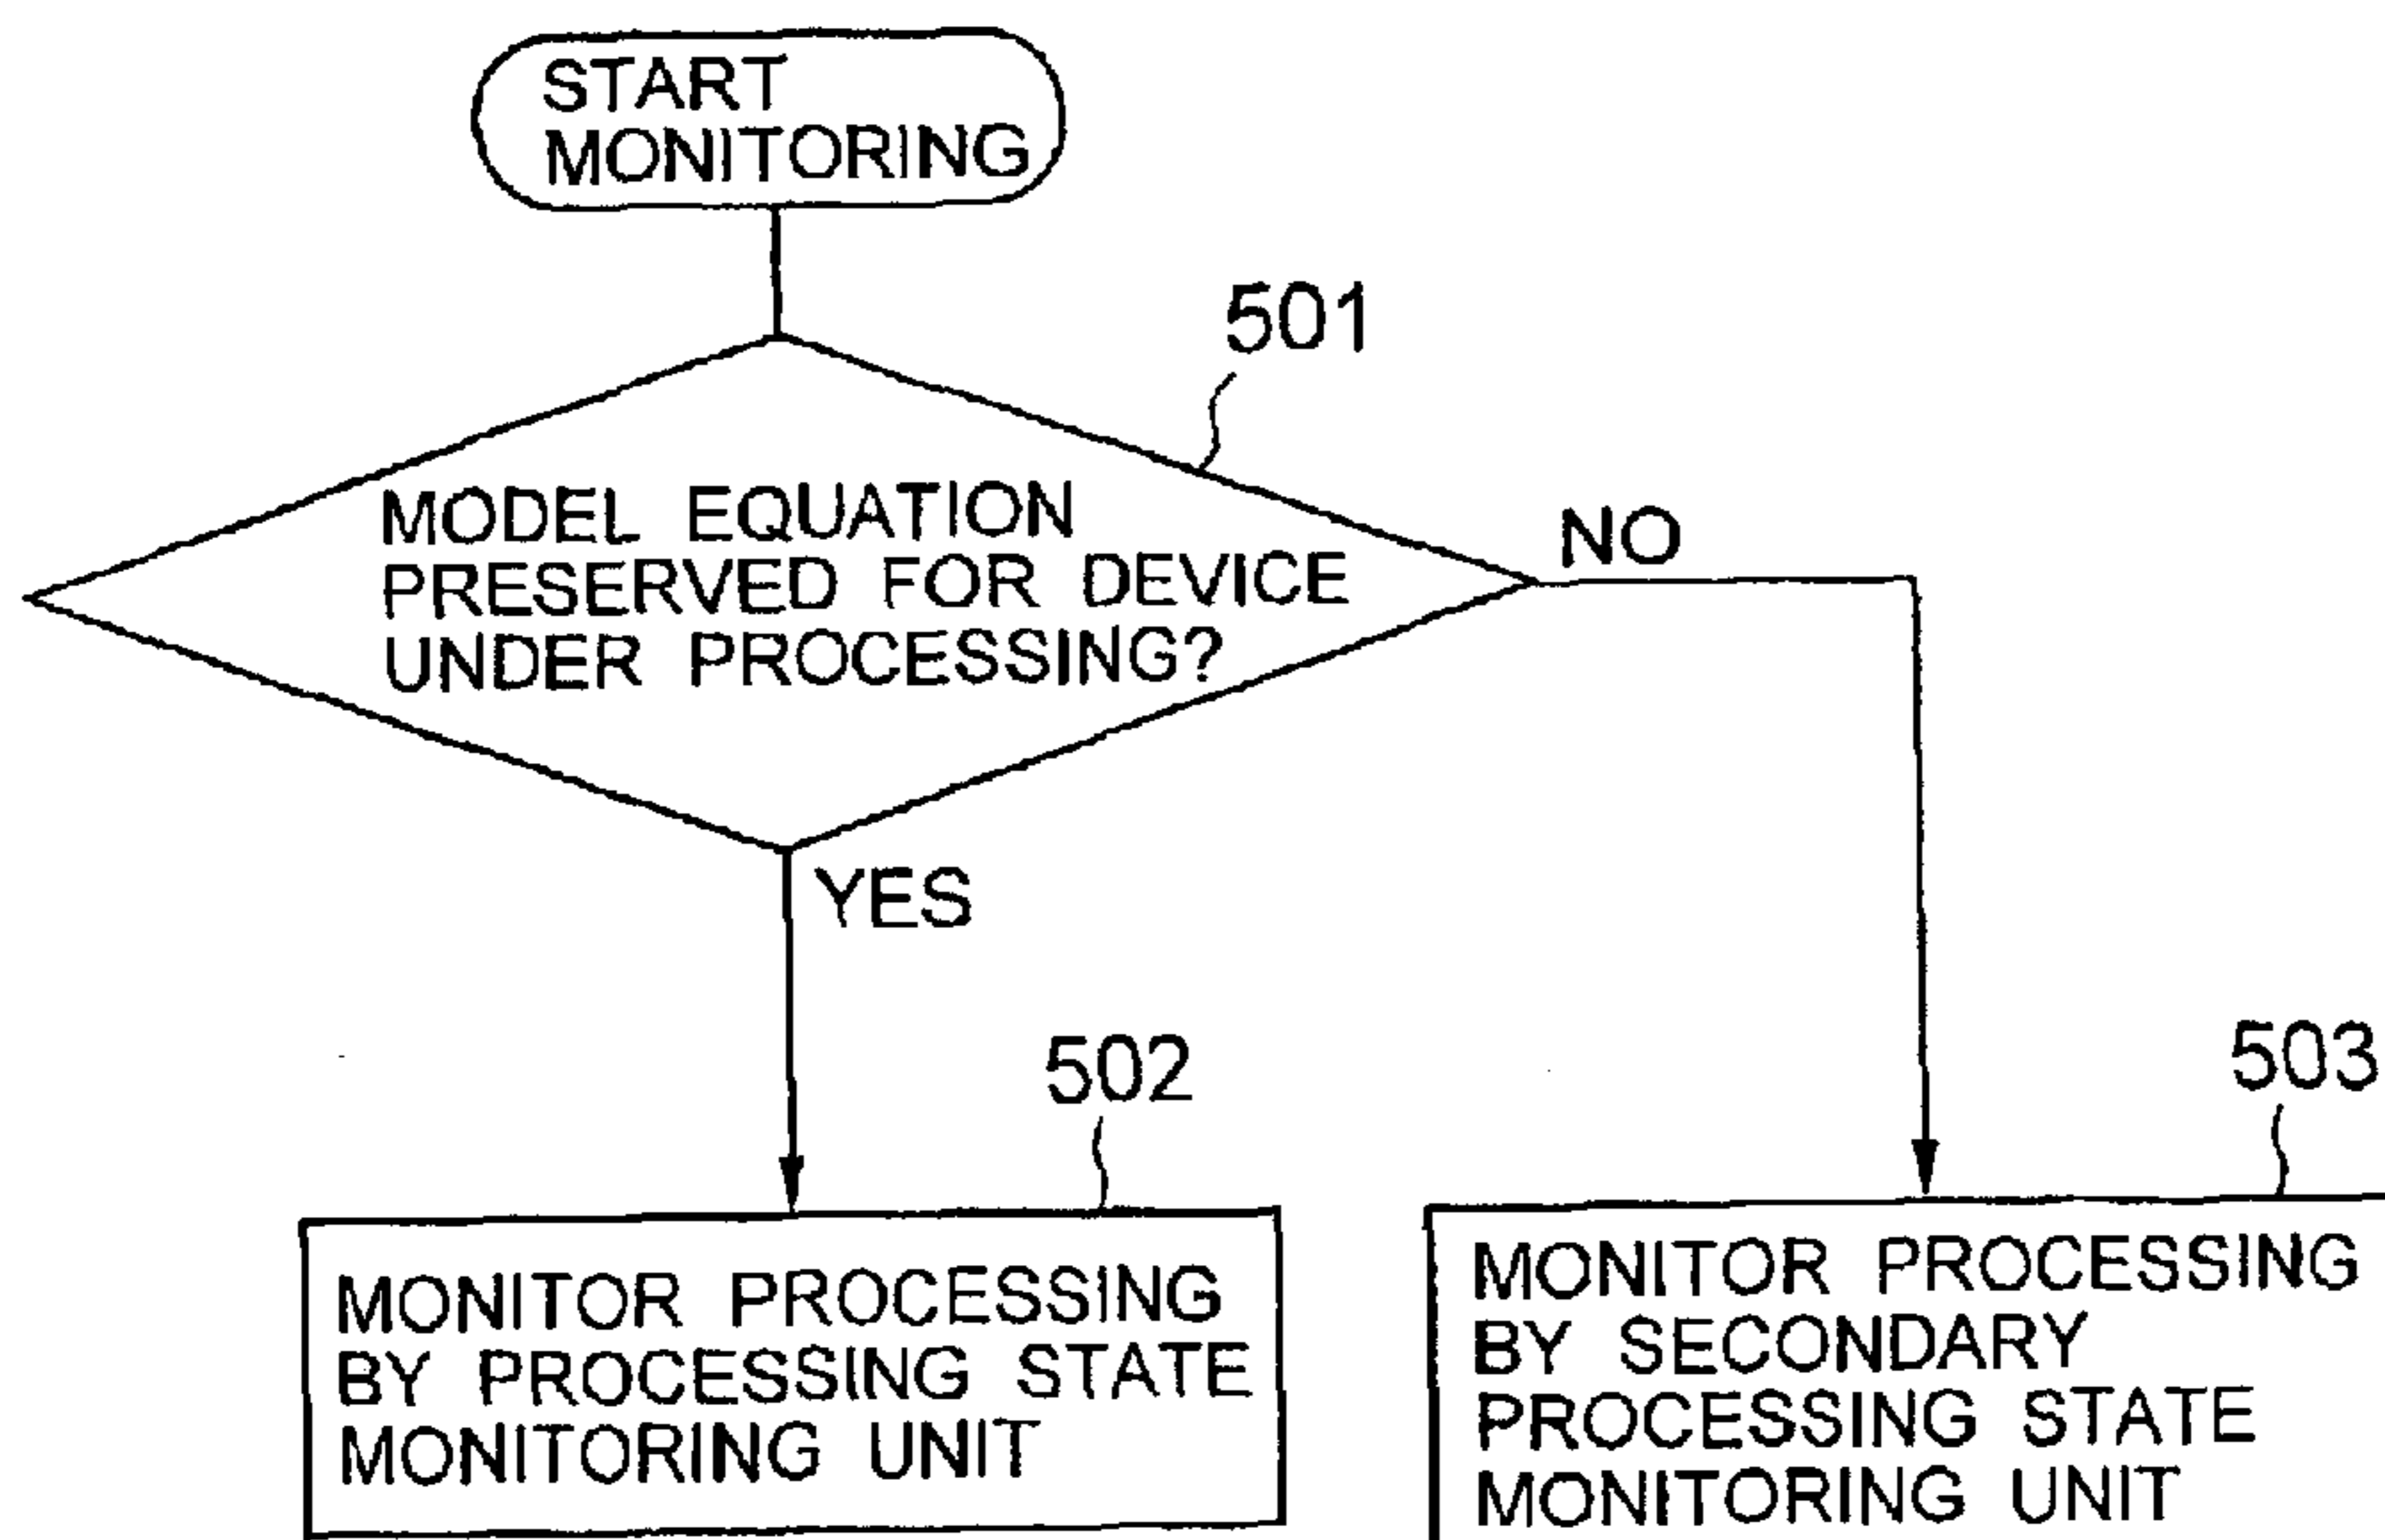 START
MONITORING
501
MODEL EQUATION
PRESERVED FOR DEVICE
UNDER PROCESSING?
NO
YES
502
MONITOR PROCESSING
BY PROCESSING STATE
MONITORING UNIT
503
MONITOR PROCESSING
BY SECONDARY
PROCESSING STATE
MONITORING UNIT